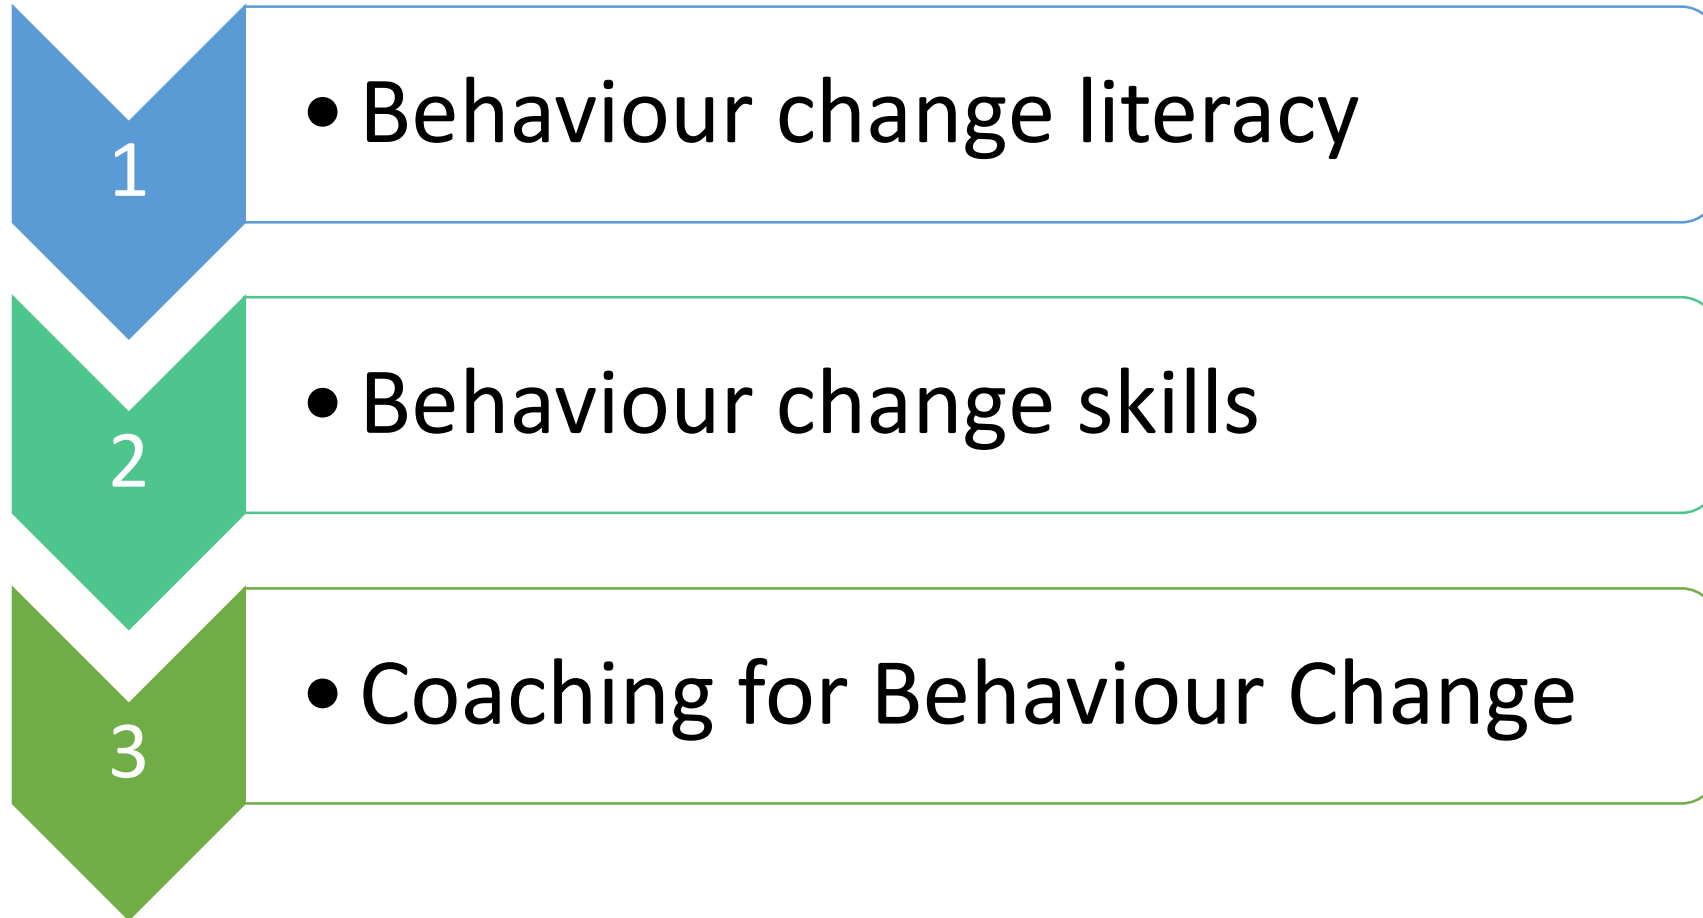 1
• Behaviour change literacy
2
• Behaviour change skills
3
• Coaching for Behaviour Change